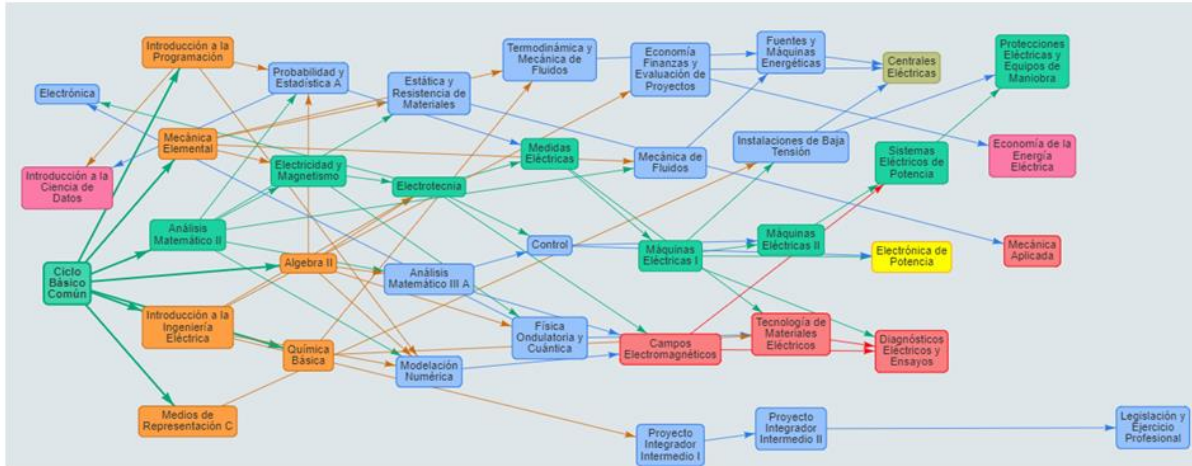 Introducción a la
Programación
Electrónica
Probabilidad y
Estadística A
Estática y
Resistencia de
Materiales
Termodinámica y
Mecánica de
Fluidos
Economía
Finanzas y
Evaluación de
Proyectos
Fuentes y
Máquinas
Energéticas
Centrales
Eléctricas
Protecciones
Eléctricas y
Equipos de
Maniobra
Introducción a la
Ciencia de
Datos
Mecánica
Elemental
Electricidad y
Magnetismo
Electrotecnia
Medidas
Eléctricas
Mecánica de
Fluidos
Instalaciones de Baja
Tensión
Sistemas
Eléctricos de
Potencia
Economía de la
Energía
Eléctrica
Análisis
Matemático II
Ciclo
Básico
Común
Algebra II
Análisis
Matemático III A
Control
Máquinas
Eléctricas I
Máquinas
Eléctricas II
Electrónica de
Potencia
Mecánica
Aplicada
Introducción a la
Ingeniería
Eléctrica
Química
Básica
Modelación
Numérica
Física
Ondulatoria y
Cuántica
Campos
Electromagnéticos
Tecnología de
Materiales
Eléctricos
Diagnósticos
Eléctricos y
Ensayos
Medios de
Representación C
Proyecto
Integrador
Intermedio I
Proyecto
Integrador
Intermedio II
Legislación y
Ejercicio
Profesional